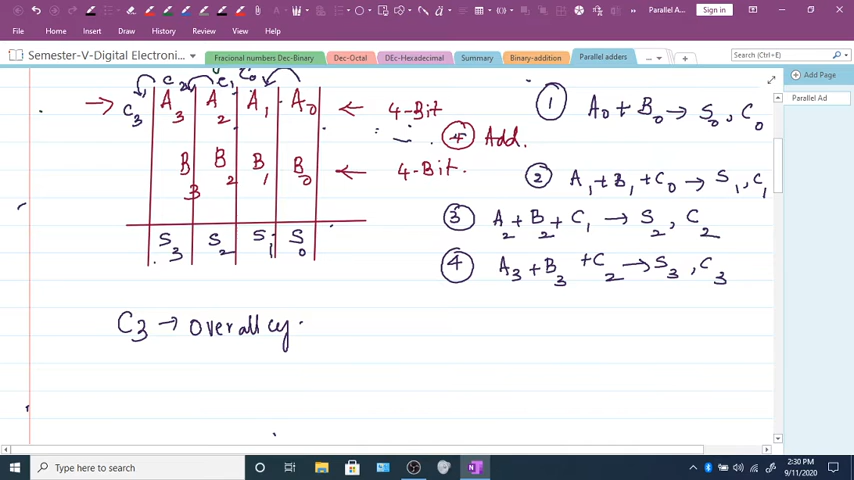 Parallel A...
Sign in
File Home Insert Draw History Review View Help
Semester-V-Digital Electroni...
Fracional numbers Dec-Binary
Dec-Octal
DEc-Hexadecimal
Summary
Binary-addition
Parallel adders
Search (Ctrl+E)
Add Page
Parallel Ad
C3 C2 C1 C0
A3 A2 A1 A0 ← 4-Bit
+ Add.
B3 B2 B1 B0 ← 4-Bit.
S3 S2 S1 S0
① A0 + B0 → S0, C0
② A1 + B1 + C0 → S1, C1
③ A2 + B2 + C1 → S2, C2
④ A3 + B3 + C2 → S3, C3
C3 → Overall cy.
Type here to search
2:30 PM
9/11/2020